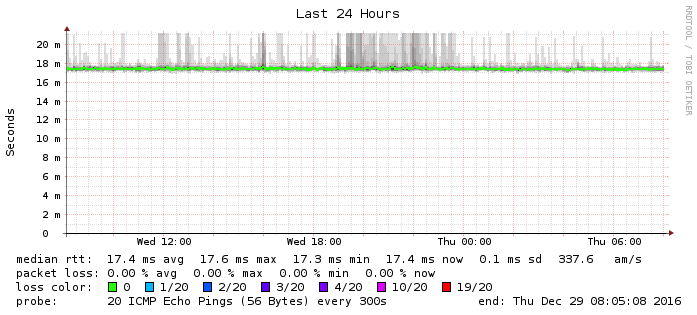 Last 24 Hours
RRDTOOL / TOBI OETIKER
Seconds
20 m
18 m
16 m
14 m
12 m
10 m
8 m
6 m
4 m
2 m
0
Wed 12:00 Wed 18:00 Thu 00:00 Thu 06:00
median rtt: 17.4 ms avg 17.6 ms max 17.3 ms min 17.4 ms now 0.1 ms sd 337.6 am/s
packet loss: 0.00 % avg 0.00 % max 0.00 % min 0.00 % now
loss color: 0 1/20 2/20 3/20 4/20 10/20 19/20
probe: 20 ICMP Echo Pings (56 Bytes) every 300s end: Thu Dec 29 08:05:08 2016